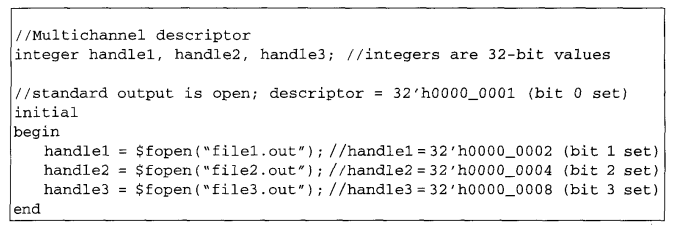 //Multichannel descriptor
integer handle1, handle2, handle3; //integers are 32-bit values
//standard output is open; descriptor = 32'h0000_0001 (bit 0 set)
initial
begin
handle1 = $fopen("file1.out"); //handle1 = 32'h0000_0002 (bit 1 set)
handle2 = $fopen("file2.out"); //handle2 = 32'h0000_0004 (bit 2 set)
handle3 = $fopen("file3.out"); //handle3 = 32'h0000_0008 (bit 3 set)
end